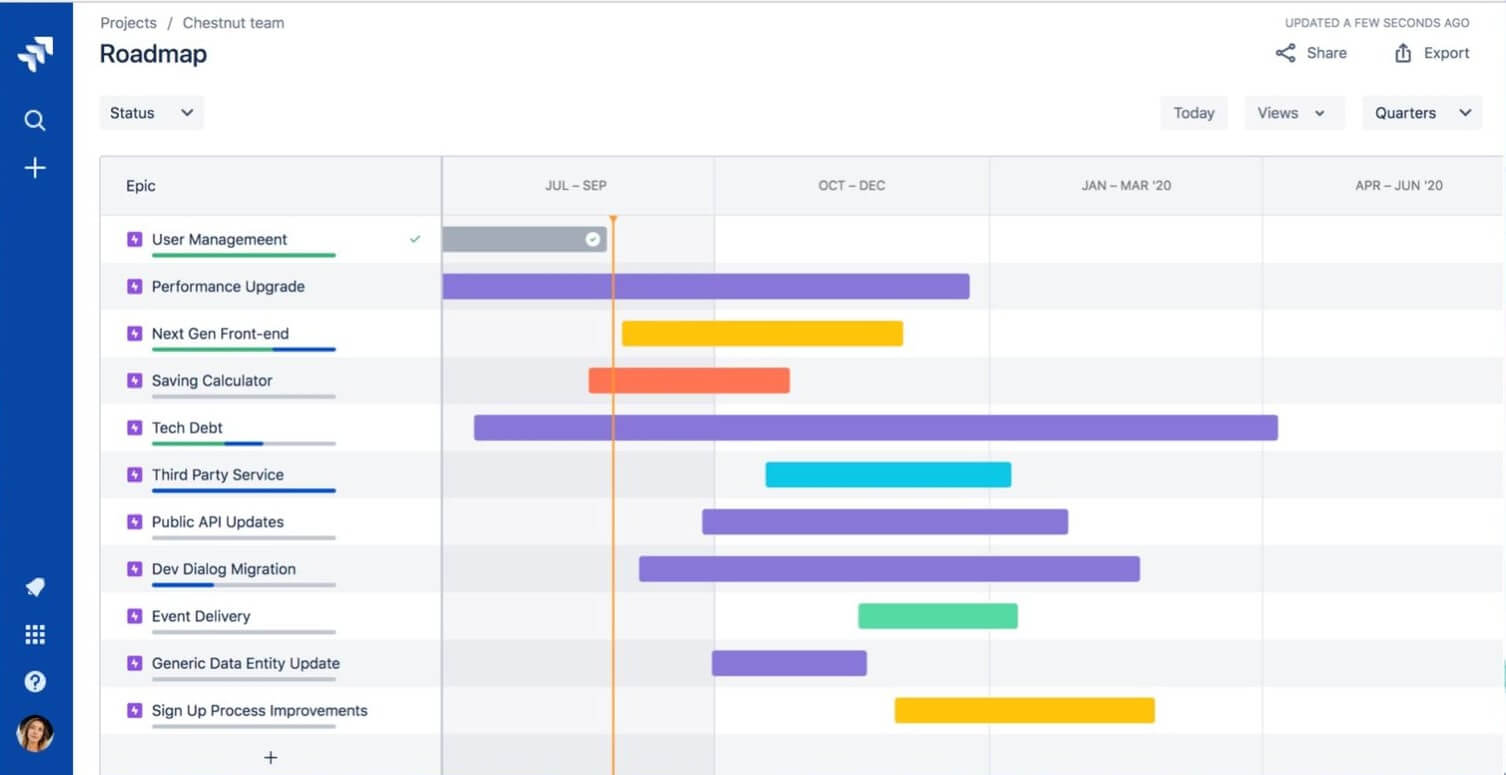 Projects / Chestnut team
UPDATED A FEW SECONDS AGO
Roadmap
Share
Export
Status
Today
Views
Quarters
Epic
JUL – SEP
OCT – DEC
JAN – MAR '20
APR – JUN '20
User Managemeent
Performance Upgrade
Next Gen Front-end
Saving Calculator
Tech Debt
Third Party Service
Public API Updates
Dev Dialog Migration
Event Delivery
Generic Data Entity Update
Sign Up Process Improvements